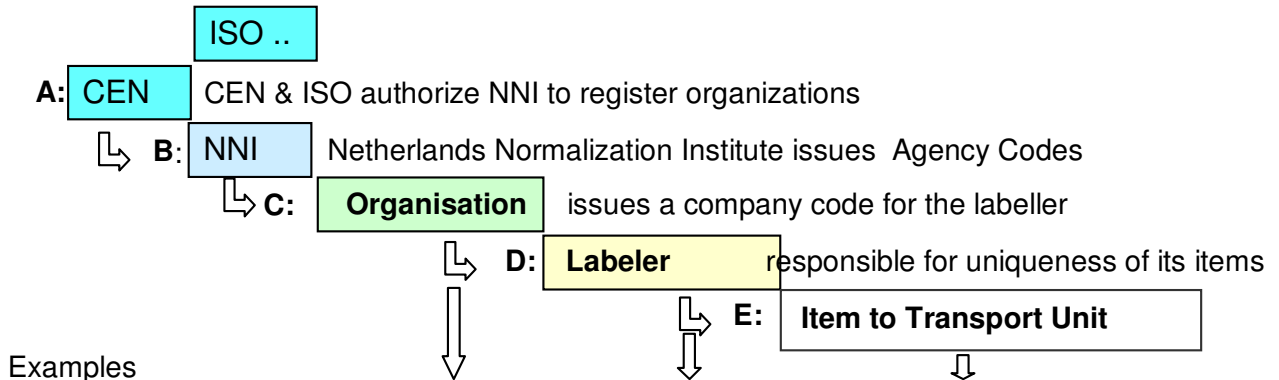 ISO ..
A: CEN CEN & ISO authorize NNI to register organizations
B: NNI Netherlands Normalization Institute issues Agency Codes
C: Organisation issues a company code for the labeller
D: Labeler responsible for uniqueness of its items
E: Item to Transport Unit
Examples